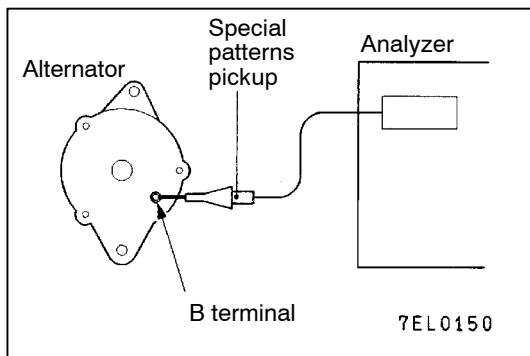 Special
patterns
pickup
Analyzer
Alternator
B terminal
7EL0150